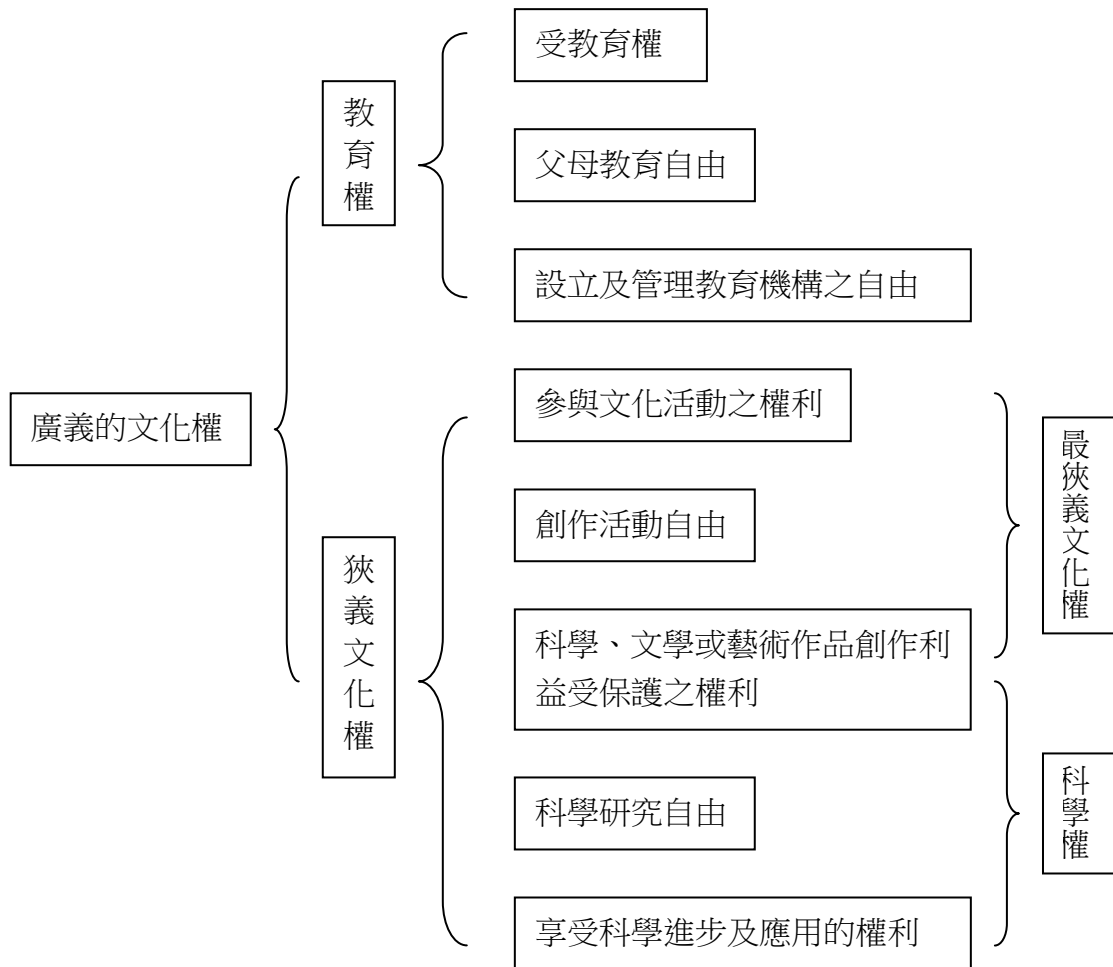 廣義的文化權
教育權
受教育權
父母教育自由
設立及管理教育機構之自由
狹義文化權
參與文化活動之權利
創作活動自由
科學、文學或藝術作品創作利
益受保護之權利
科學研究自由
享受科學進步及應用的權利
最狹義文化權
科學權